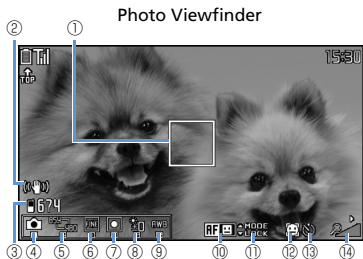 Photo Viewfinder
② ①
15:30
TOP
674
FINE AWB
AF MODE
LOCK
③ ④ ⑤ ⑥ ⑦ ⑧ ⑨ ⑩ ⑪ ⑫ ⑬ ⑭